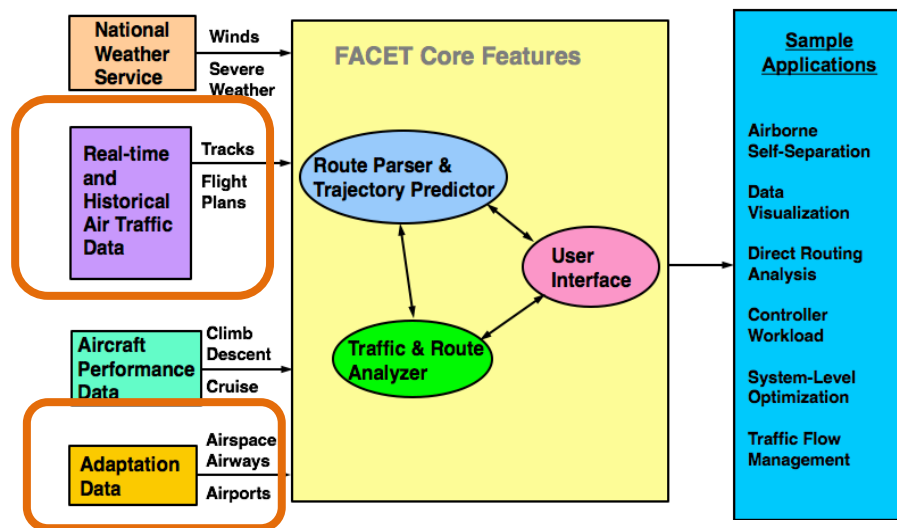 National
Weather
Service
Winds
Severe
Weather
Real-time
and
Historical
Air Traffic
Data
Tracks
Flight
Plans
Aircraft
Performance
Data
Climb
Descent
Cruise
Adaptation
Data
Airspace
Airways
Airports
FACET Core Features
Route Parser &
Trajectory Predictor
User
Interface
Traffic & Route
Analyzer
Sample
Applications
Airborne
Self-Separation
Data
Visualization
Direct Routing
Analysis
Controller
Workload
System-Level
Optimization
Traffic Flow
Management